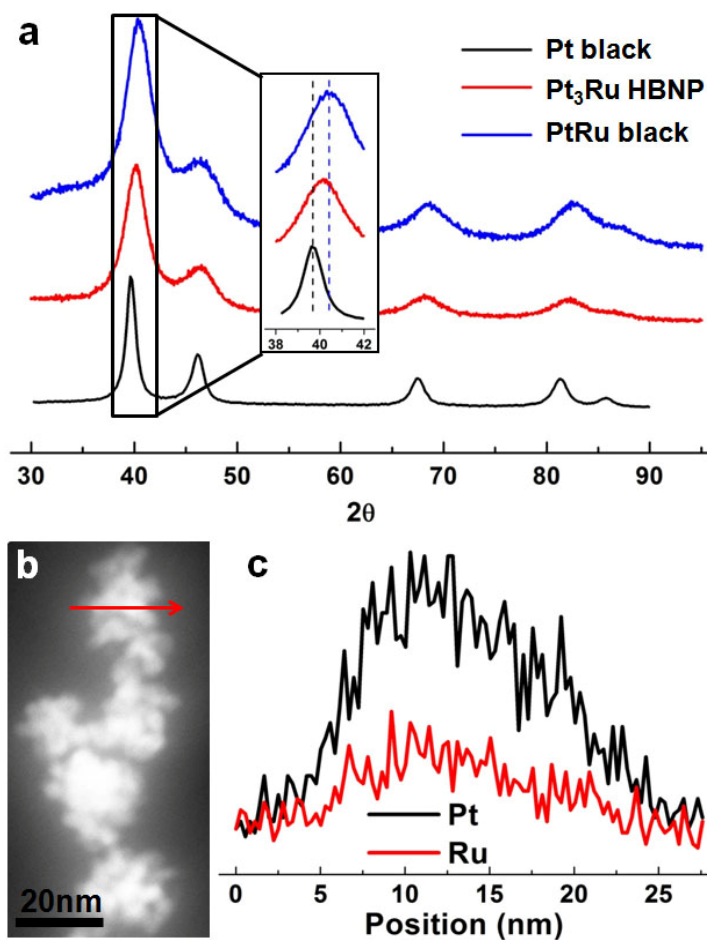 a
Pt black
Pt₃Ru HBNP
PtRu black
38 40 42
30 40 50 60 70 80 90
2θ
b
20nm
c
Pt
Ru
0 5 10 15 20 25
Position (nm)